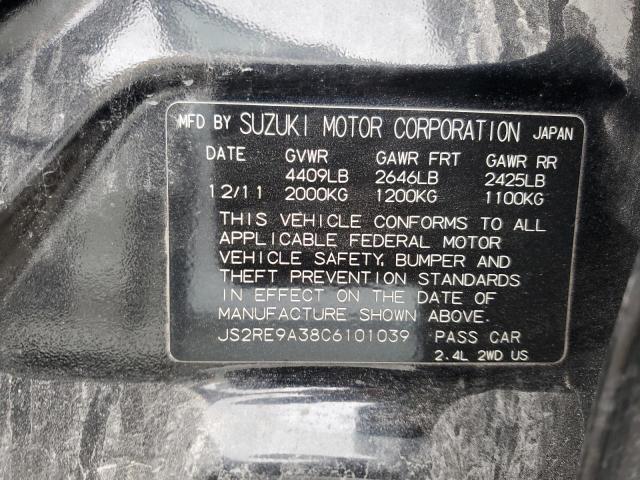 MFD BY SUZUKI MOTOR CORPORATION JAPAN
DATE GVWR GAWR FRT GAWR RR
4409LB 2646LB 2425LB
12/11 2000KG 1200KG 1100KG
THIS VEHICLE CONFORMS TO ALL
APPLICABLE FEDERAL MOTOR
VEHICLE SAFETY, BUMPER AND
THEFT PREVENTION STANDARDS
IN EFFECT ON THE DATE OF
MANUFACTURE SHOWN ABOVE.
JS2RE9A38C6101039 PASS CAR
2.4L 2WD US